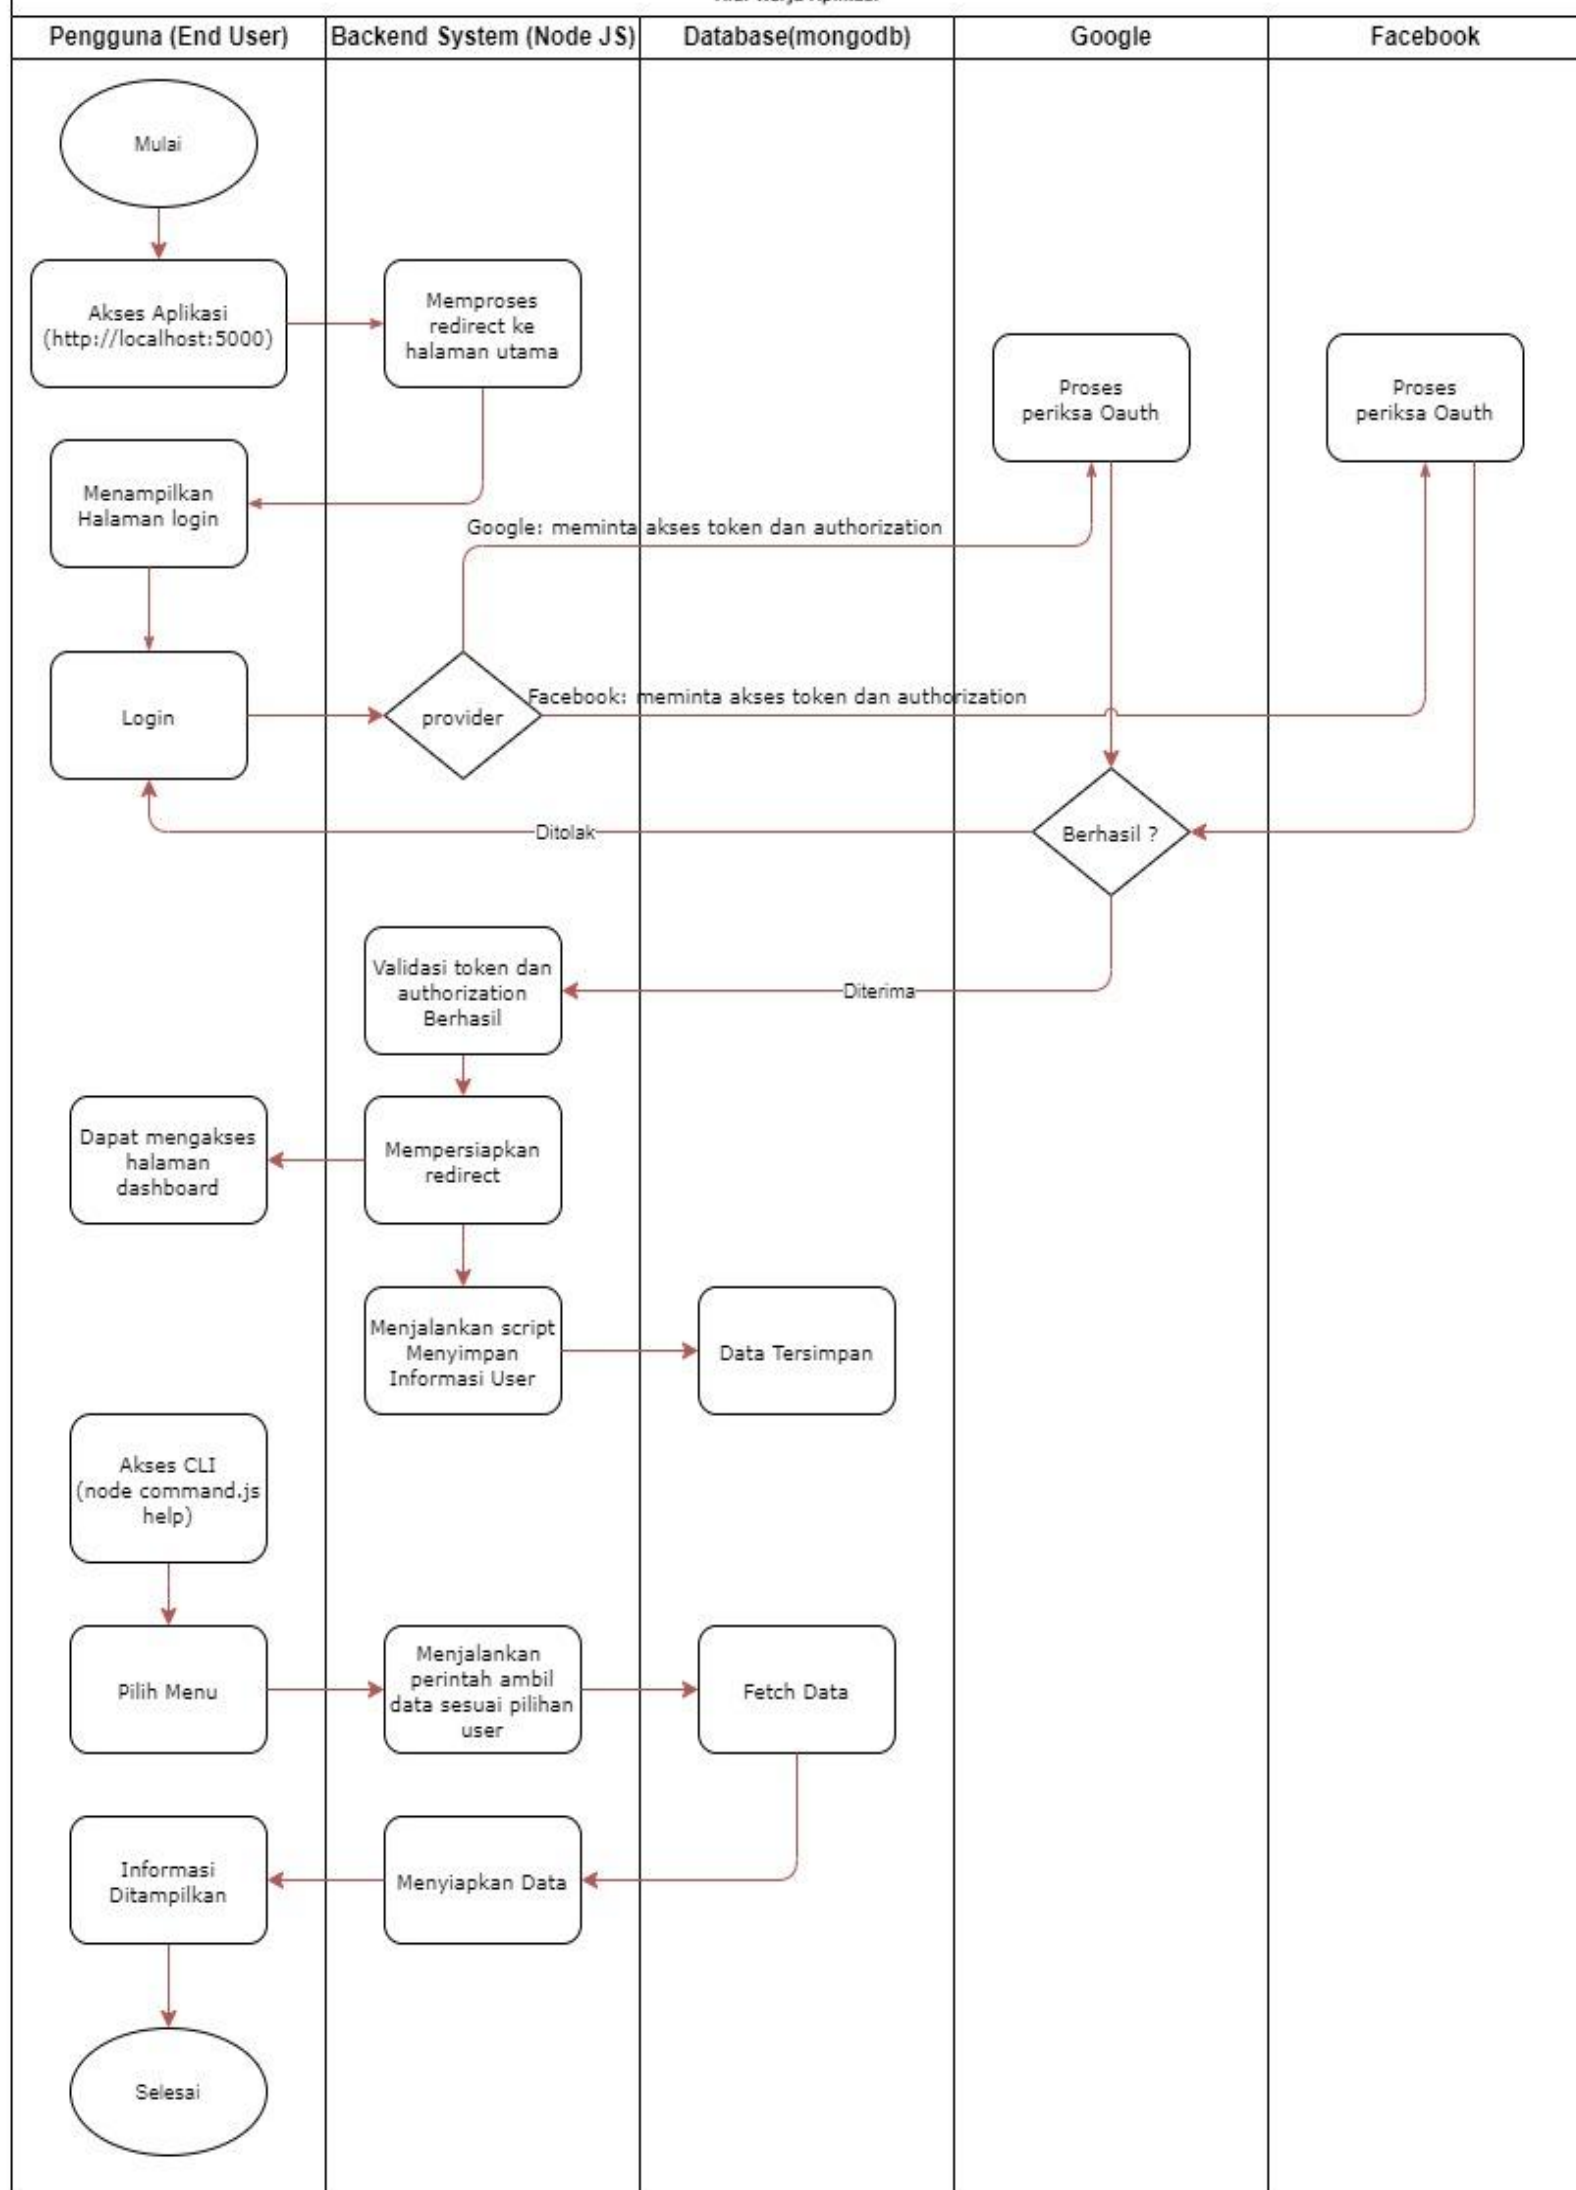 Alur Kerja Aplikasi
Pengguna (End User)
Backend System (Node JS)
Database(mongodb)
Google
Facebook
Mulai
Akses Aplikasi
(http://localhost:5000)
Memproses
redirect ke
halaman utama
Proses
periksa Oauth
Proses
periksa Oauth
Menampilkan
Halaman login
Google: meminta akses token dan authorization
Login
provider
Facebook: meminta akses token dan authorization
Ditolak
Berhasil ?
Validasi token dan
authorization
Berhasil
Diterima
Dapat mengakses
halaman
dashboard
Mempersiapkan
redirect
Menjalankan script
Menyimpan
Informasi User
Data Tersimpan
Akses CLI
(node command.js
help)
Pilih Menu
Menjalankan
perintah ambil
data sesuai pilihan
user
Fetch Data
Informasi
Ditampilkan
Menyiapkan Data
Selesai